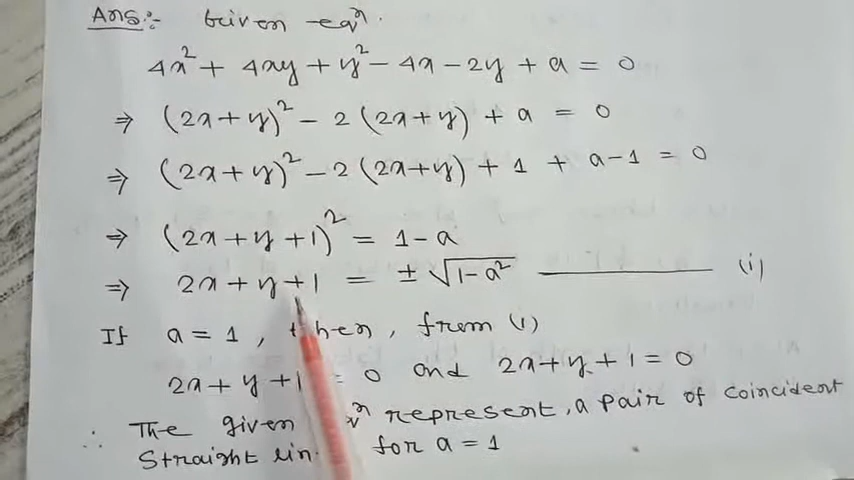 Ans:- Given eqⁿ.
4x² + 4xy + y² - 4x - 2y + a = 0
⇒ (2x + y)² - 2 (2x + y) + a = 0
⇒ (2x + y)² - 2 (2x + y) + 1 + a - 1 = 0
⇒ (2x + y + 1)² = 1 - a
⇒ 2x + y + 1 = ± √(1 - a²) ——— (i)
If a = 1, then, from (1)
2x + y + 1 = 0 and 2x + y + 1 = 0
∴ The given represent, a pair of coincident
straight for a = 1